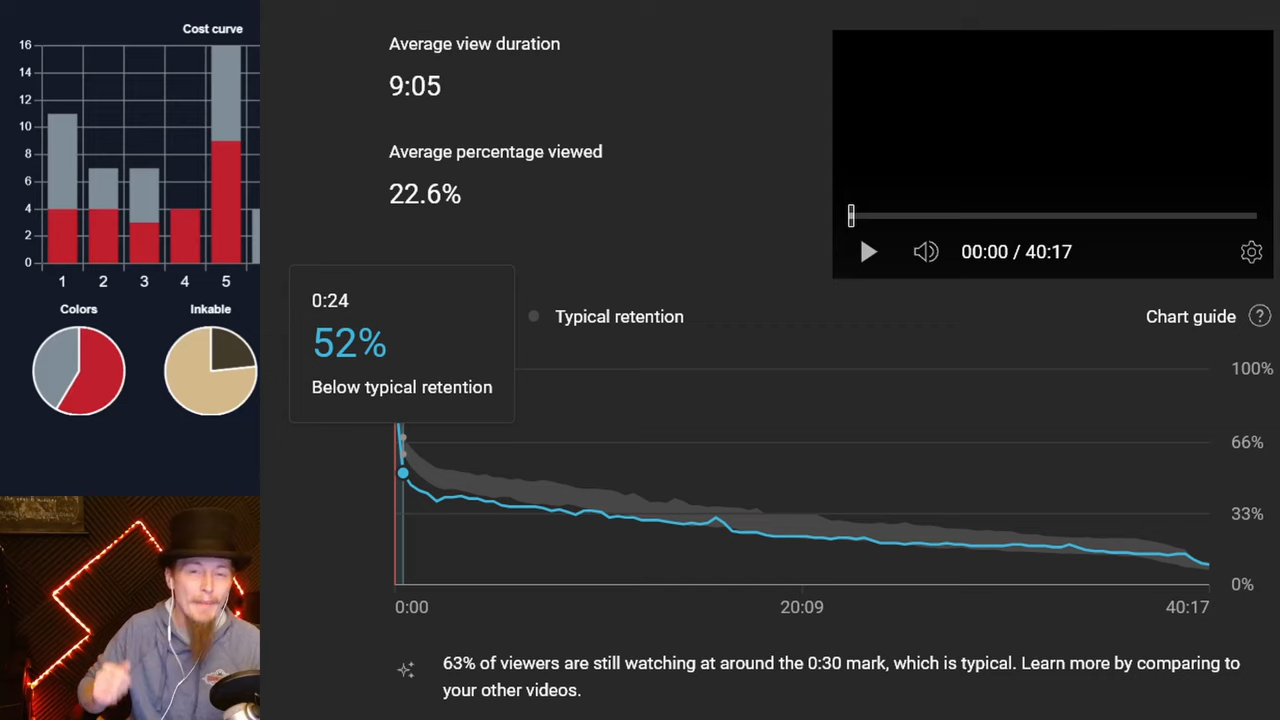 Cost curve
16
14
12
10
8
6
4
2
0
1 2 3 4 5
Colors
Inkable
Average view duration
9:05
Average percentage viewed
22.6%
00:00 / 40:17
0:24
52%
Below typical retention
Typical retention
Chart guide ?
100%
66%
33%
0%
0:00
20:09
40:17
63% of viewers are still watching at around the 0:30 mark, which is typical. Learn more by comparing to
your other videos.